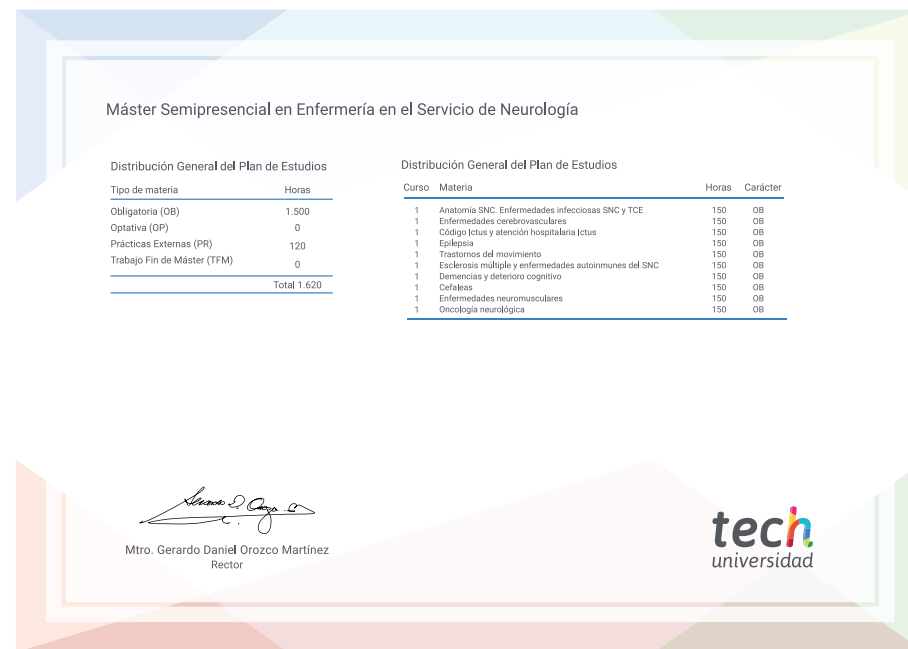 Máster Semipresencial en Enfermería en el Servicio de Neurología
Distribución General del Plan de Estudios
Tipo de materia Horas
Obligatoria (OB) 1.500
Optativa (OP) 0
Prácticas Externas (PR) 120
Trabajo Fin de Máster (TFM) 0
Total 1.620
Distribución General del Plan de Estudios
Curso Materia Horas Carácter
1 Anatomía SNC. Enfermedades infecciosas SNC y TCE 150 OB
1 Enfermedades cerebrovasculares 150 OB
1 Código Ictus y atención hospitalaria Ictus 150 OB
1 Epilepsia 150 OB
1 Trastornos del movimiento 150 OB
1 Esclerosis múltiple y enfermedades autoinmunes del SNC 150 OB
1 Demencias y deterioro cognitivo 150 OB
1 Cefaleas 150 OB
1 Enfermedades neuromusculares 150 OB
1 Oncología neurológica 150 OB
Mtro. Gerardo Daniel Orozco Martínez
Rector
tech
universidad